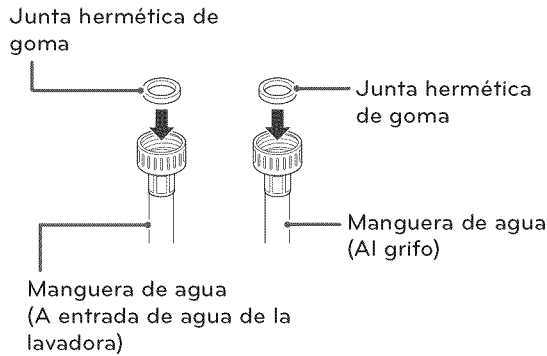 Junta hermética de
goma
Junta hermética
de goma
Manguera de agua
(Al grifo)
Manguera de agua
(A entrada de agua de la
lavadora)